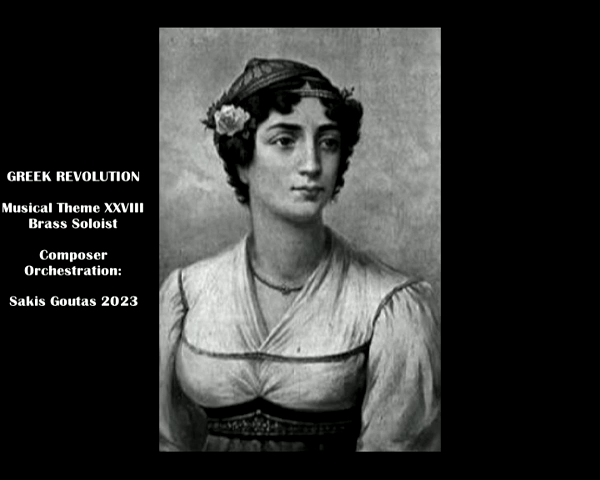 GREEK REVOLUTION
Musical Theme XXVIII
Brass Soloist
Composer
Orchestration:
Sakis Goutas 2023